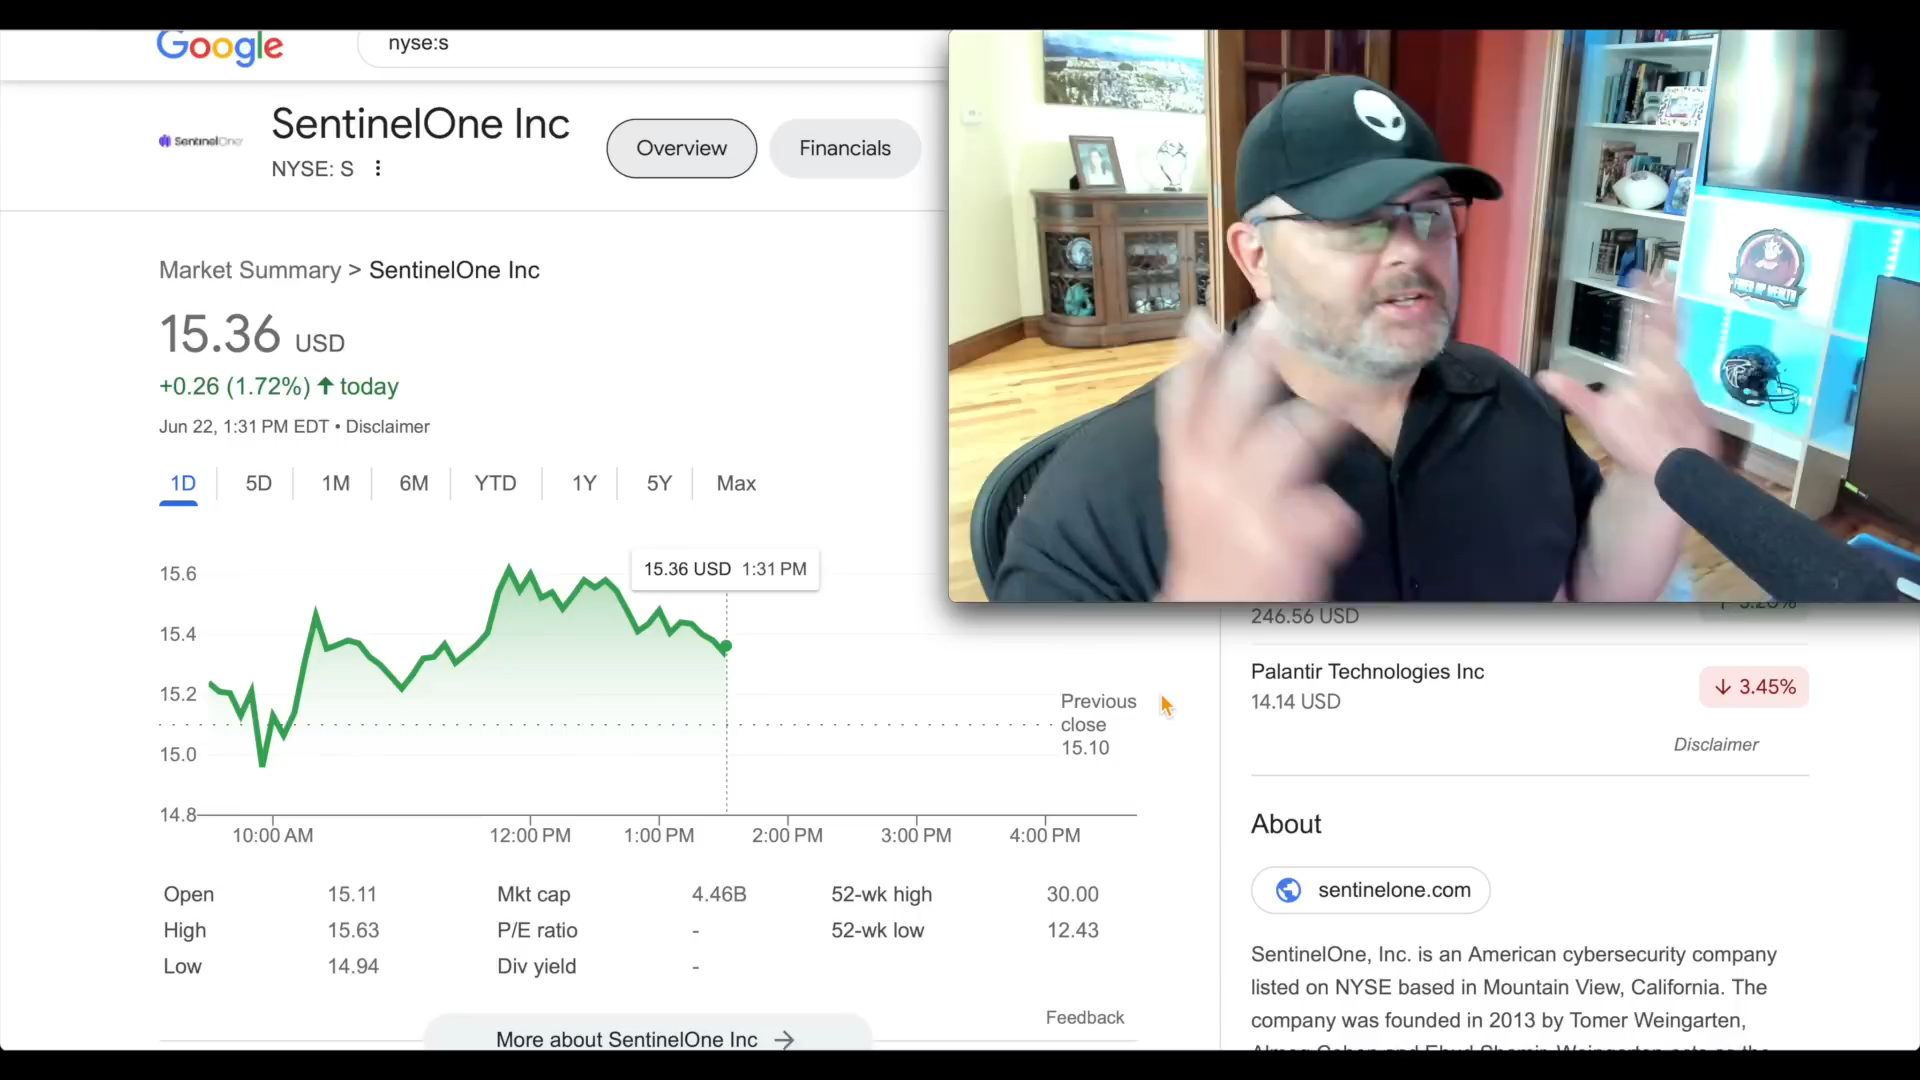 Google
nyse:s
SentinelOne
SentinelOne Inc
NYSE: S
Overview
Financials
Market Summary > SentinelOne Inc
15.36 USD
+0.26 (1.72%) ↑ today
Jun 22, 1:31 PM EDT • Disclaimer
1D
5D
1M
6M
YTD
1Y
5Y
Max
15.36 USD 1:31 PM
15.6
15.4
15.2
15.0
14.8
Previous
close
15.10
10:00 AM
12:00 PM
1:00 PM
2:00 PM
3:00 PM
4:00 PM
Open 15.11
High 15.63
Low 14.94
Mkt cap 4.46B
P/E ratio -
Div yield -
52-wk high 30.00
52-wk low 12.43
Feedback
More about SentinelOne Inc →
FIRED UP WEALTH
246.56 USD
Palantir Technologies Inc
14.14 USD
↓ 3.45%
Disclaimer
About
sentinelone.com
SentinelOne, Inc. is an American cybersecurity company
listed on NYSE based in Mountain View, California. The
company was founded in 2013 by Tomer Weingarten,